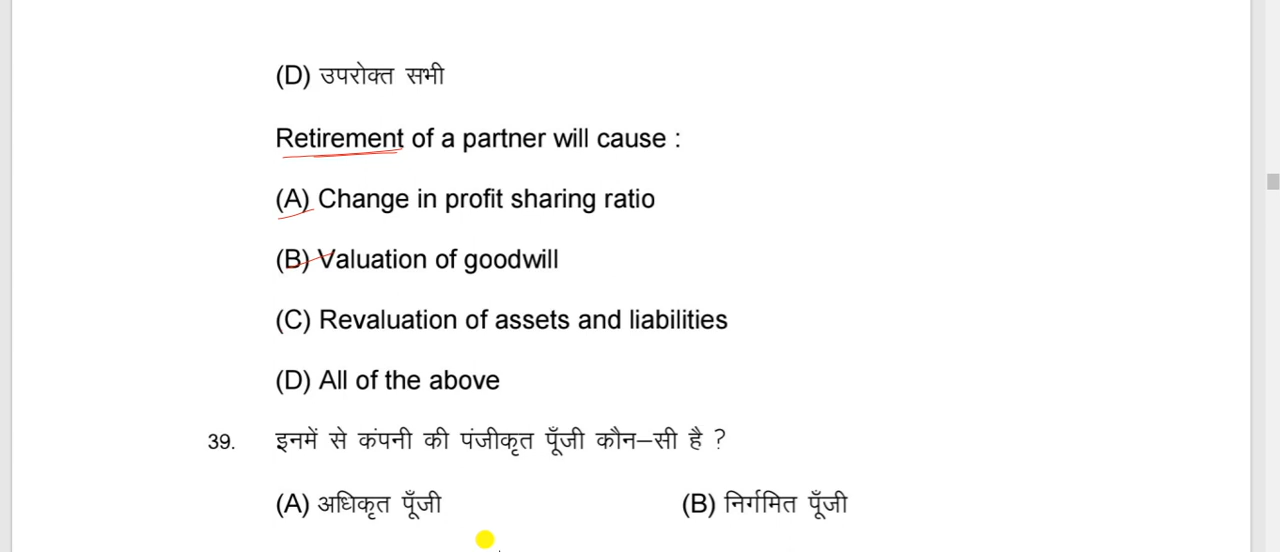 (D) उपरोक्त सभी
Retirement of a partner will cause :
(A) Change in profit sharing ratio
(B) Valuation of goodwill
(C) Revaluation of assets and liabilities
(D) All of the above
39. इनमें से कंपनी की पंजीकृत पूँजी कौन–सी है ?
(A) अधिकृत पूँजी (B) निर्गमित पूँजी